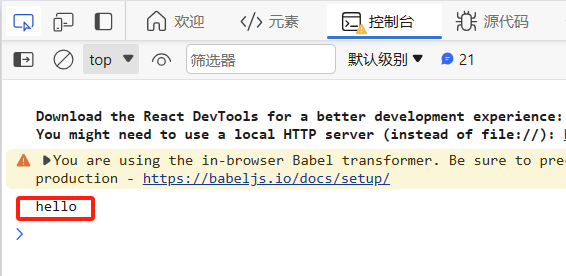 欢迎 </> 元素 控制台 源代码
top 筛选器 默认级别 21
Download the React DevTools for a better development experience:
You might need to use a local HTTP server (instead of file://):
You are using the in-browser Babel transformer. Be sure to pre
production - https://babeljs.io/docs/setup/
hello